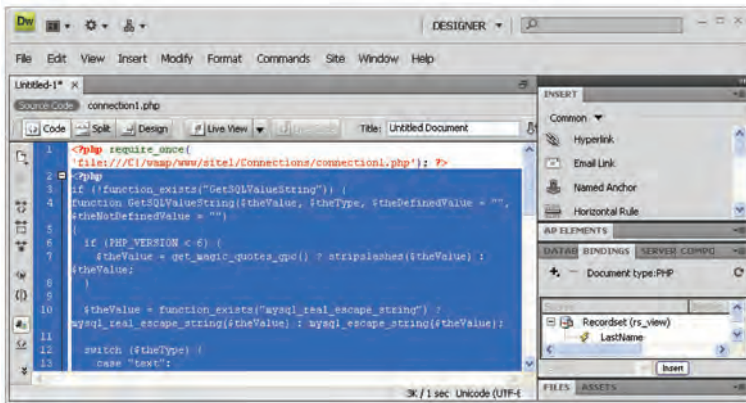 Dw
DESIGNER
File Edit View Insert Modify Format Commands Site Window Help
Untitled-1* x
Source Code connection1.php
Code Split Design Live View Title: Untitled Document
1 <?php require_once(
'file:///C|/wamp/www/site1/Connections/connection1.php'); ?>
2 <?php
3 if (!function_exists("GetSQLValueString")) {
4 function GetSQLValueString($theValue, $theType, $theDefinedValue = "",
$theNotDefinedValue = "")
5 {
6 if (PHP_VERSION < 6) {
7 $theValue = get_magic_quotes_gpc() ? stripslashes($theValue) :
$theValue;
8 }
9
10 $theValue = function_exists("mysql_real_escape_string") ?
mysql_real_escape_string($theValue) : mysql_escape_string($theValue);
11
12 switch ($theType) {
13 case "text":
3K / 1 sec Unicode (UTF-8
INSERT
Common
Hyperlink
Email Link
Named Anchor
Horizontal Rule
AP ELEMENTS
DATAB BINDINGS SERVER COMPO
Document type:PHP
Source
Recordset (rs_view)
LastName
Insert
FILES ASSETS